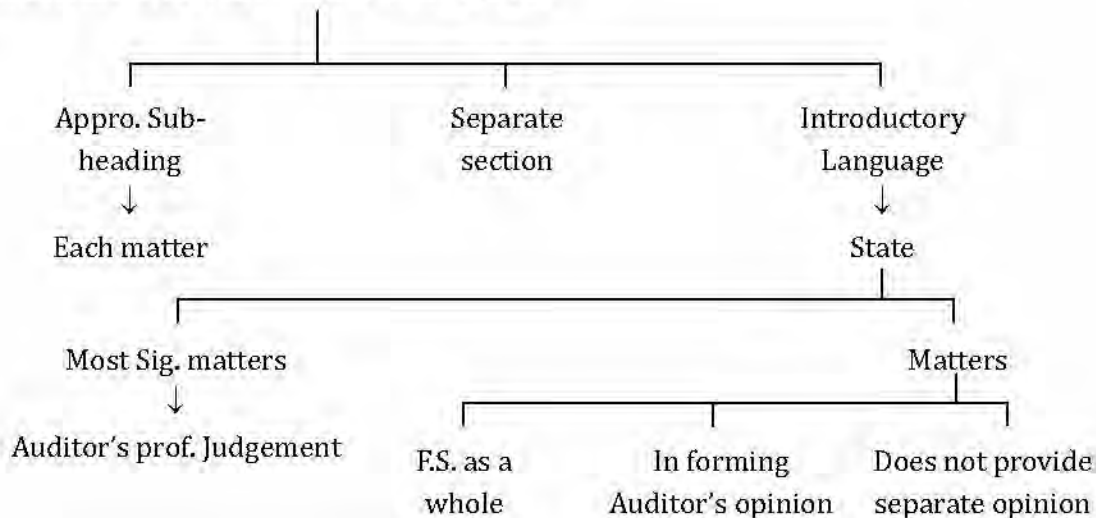 Appro. Sub-
heading
Separate
section
Introductory
Language
↓
↓
Each matter
State
Most Sig. matters
Matters
↓
Auditor's prof. Judgement
F.S. as a
whole
In forming
Auditor's opinion
Does not provide
separate opinion